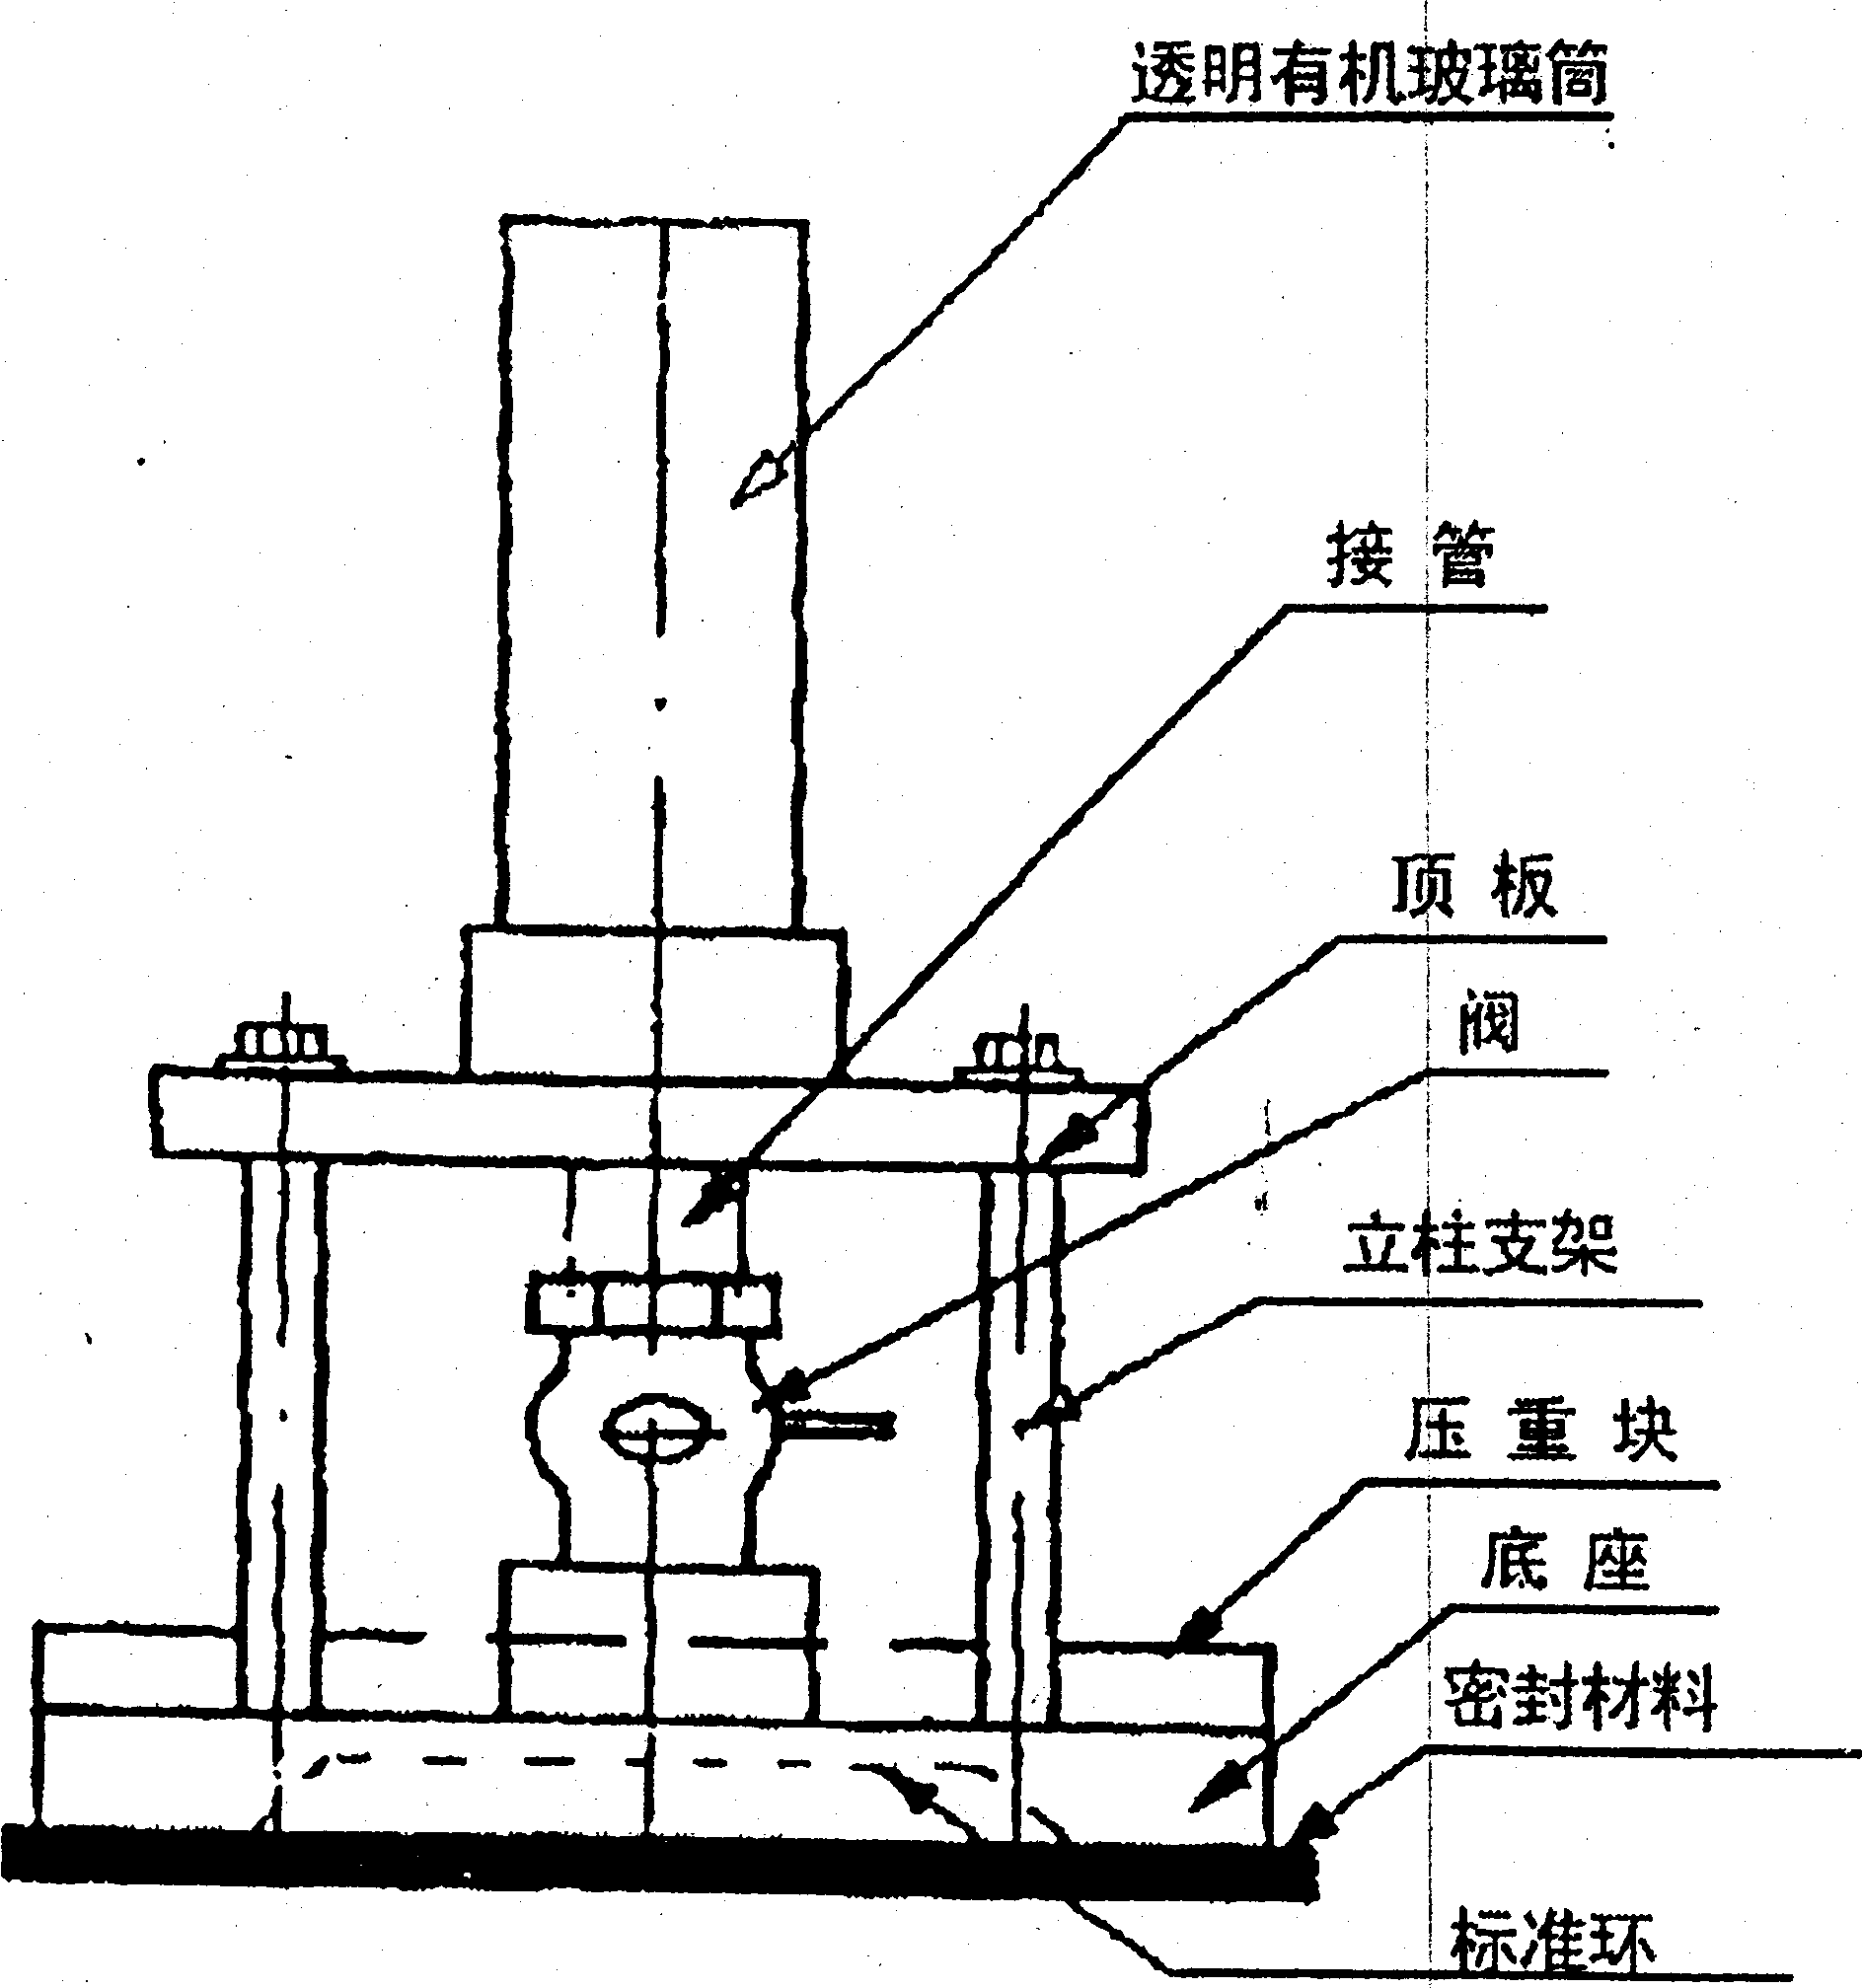 透明有机玻璃筒
接管
顶板
阀
立柱支架
压重块
底座
密封材料
标准环